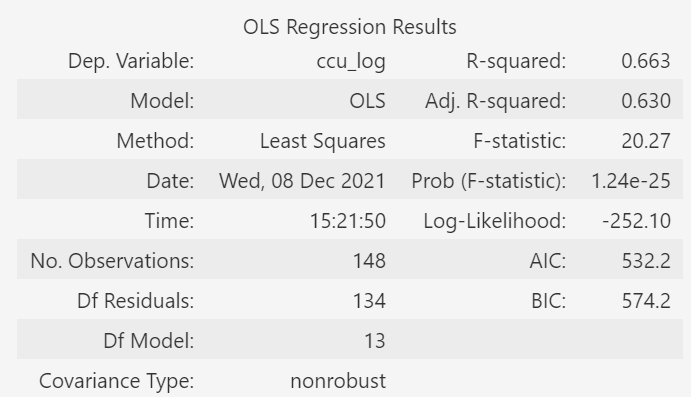 OLS Regression Results
Dep. Variable: ccu_log R-squared: 0.663
Model: OLS Adj. R-squared: 0.630
Method: Least Squares F-statistic: 20.27
Date: Wed, 08 Dec 2021 Prob (F-statistic): 1.24e-25
Time: 15:21:50 Log-Likelihood: -252.10
No. Observations: 148 AIC: 532.2
Df Residuals: 134 BIC: 574.2
Df Model: 13
Covariance Type: nonrobust